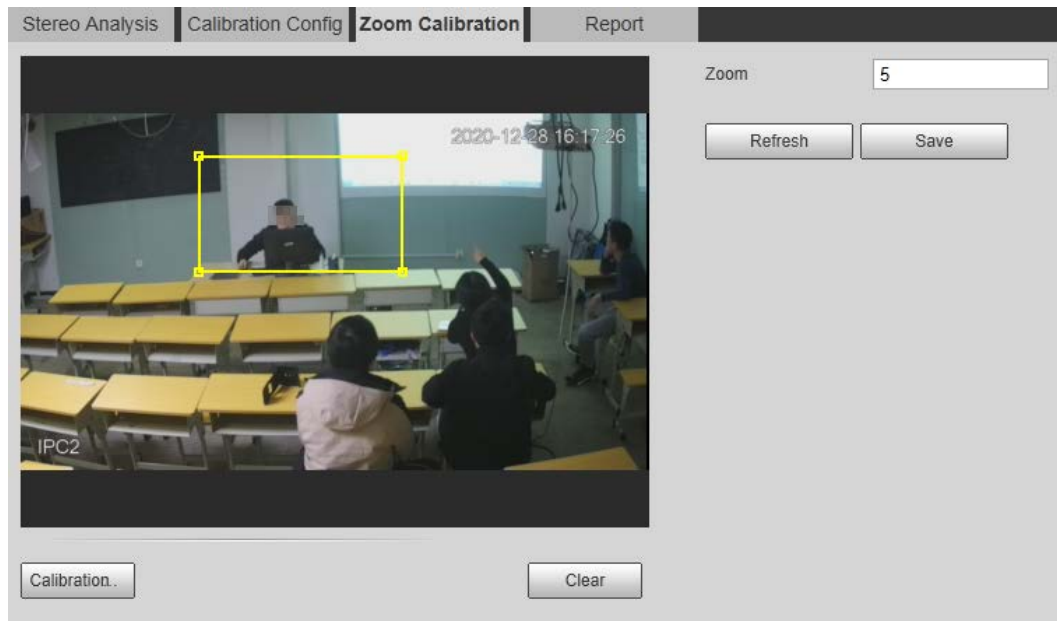 Stereo Analysis
Calibration Config
Zoom Calibration
Report
Zoom
5
Refresh
Save
2020-12-28 16:17:26
IPC2
Calibration..
Clear